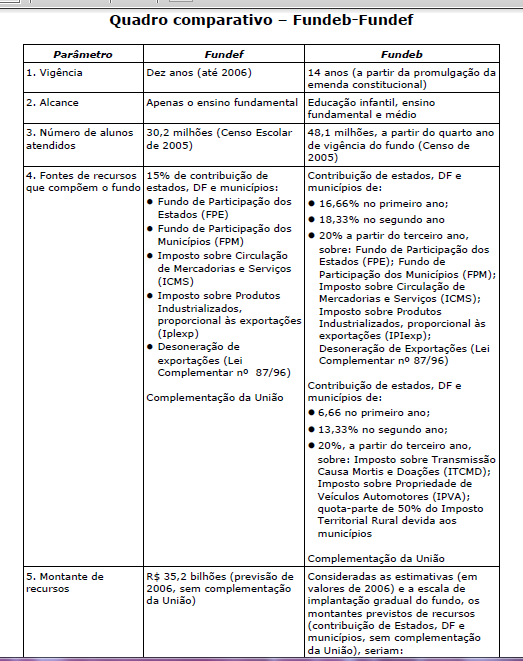 Quadro comparativo – Fundeb-Fundef
Parâmetro
Fundef
Fundeb
1. Vigência
Dez anos (até 2006)
14 anos (a partir da promulgação da
emenda constitucional)
2. Alcance
Apenas o ensino fundamental
Educação infantil, ensino
fundamental e médio
3. Número de alunos
atendidos
30,2 milhões (Censo Escolar
de 2005)
48,1 milhões, a partir do quarto ano
de vigência do fundo (Censo de
2005)
4. Fontes de recursos
que compõem o fundo
15% de contribuição de
estados, DF e municípios:
● Fundo de Participação dos
Estados (FPE)
● Fundo de Participação dos
Municípios (FPM)
● Imposto sobre Circulação
de Mercadorias e Serviços
(ICMS)
● Imposto sobre Produtos
Industrializados,
proporcional às exportações
(Iplexp)
● Desoneração de
exportações (Lei
Complementar nº 87/96)
Complementação da União
Contribuição de estados, DF e
municípios de:
● 16,66% no primeiro ano;
● 18,33% no segundo ano
● 20% a partir do terceiro ano,
sobre: Fundo de Participação dos
Estados (FPE); Fundo de
Participação dos Municípios (FPM);
Imposto sobre Circulação de
Mercadorias e Serviços (ICMS);
Imposto sobre Produtos
Industrializados, proporcional às
exportações (IPIexp);
Desoneração de Exportações (Lei
Complementar nº 87/96)
Contribuição de estados, DF e
municípios de:
● 6,66 no primeiro ano;
● 13,33% no segundo ano;
● 20%, a partir do terceiro ano,
sobre: Imposto sobre Transmissão
Causa Mortis e Doações (ITCMD);
Imposto sobre Propriedade de
Veículos Automotores (IPVA);
quota-parte de 50% do Imposto
Territorial Rural devida aos
municípios
Complementação da União
5. Montante de
recursos
R$ 35,2 bilhões (previsão de
2006, sem complementação
da União)
Consideradas as estimativas (em
valores de 2006) e a escala de
implantação gradual do fundo, os
montantes previstos de recursos
(contribuição de Estados, DF e
municípios, sem complementação
da União), seriam: